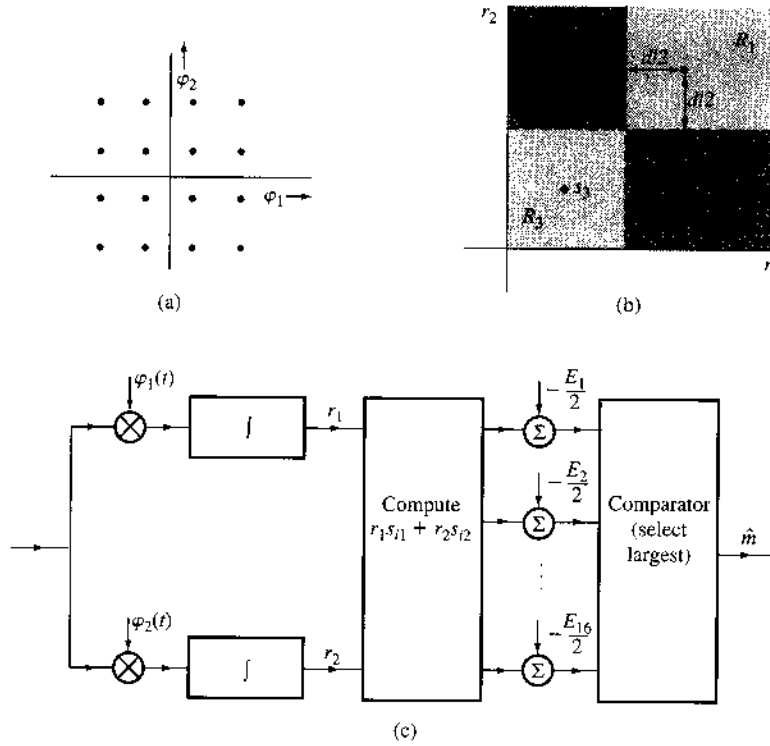 φ₂
φ₁
(a)
r₂
R₁
d/2
d/2
s₃
R₃
r
(b)
φ₁(t)
∫
r₁
Compute
r₁sᵢ₁ + r₂sᵢ₂
− E₁/2
Σ
− E₂/2
Σ
Comparator
(select
largest)
m̂
φ₂(t)
∫
r₂
− E₁₆/2
Σ
(c)